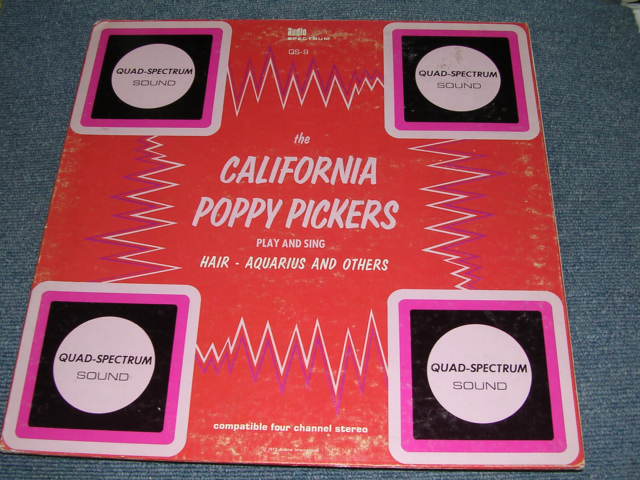 Audio
SPECTRUM
QS-9
QUAD-SPECTRUM
SOUND
QUAD-SPECTRUM
SOUND
the
CALIFORNIA
POPPY PICKERS
PLAY AND SING
HAIR - AQUARIUS AND OTHERS
QUAD-SPECTRUM
SOUND
QUAD-SPECTRUM
SOUND
compatible four channel stereo